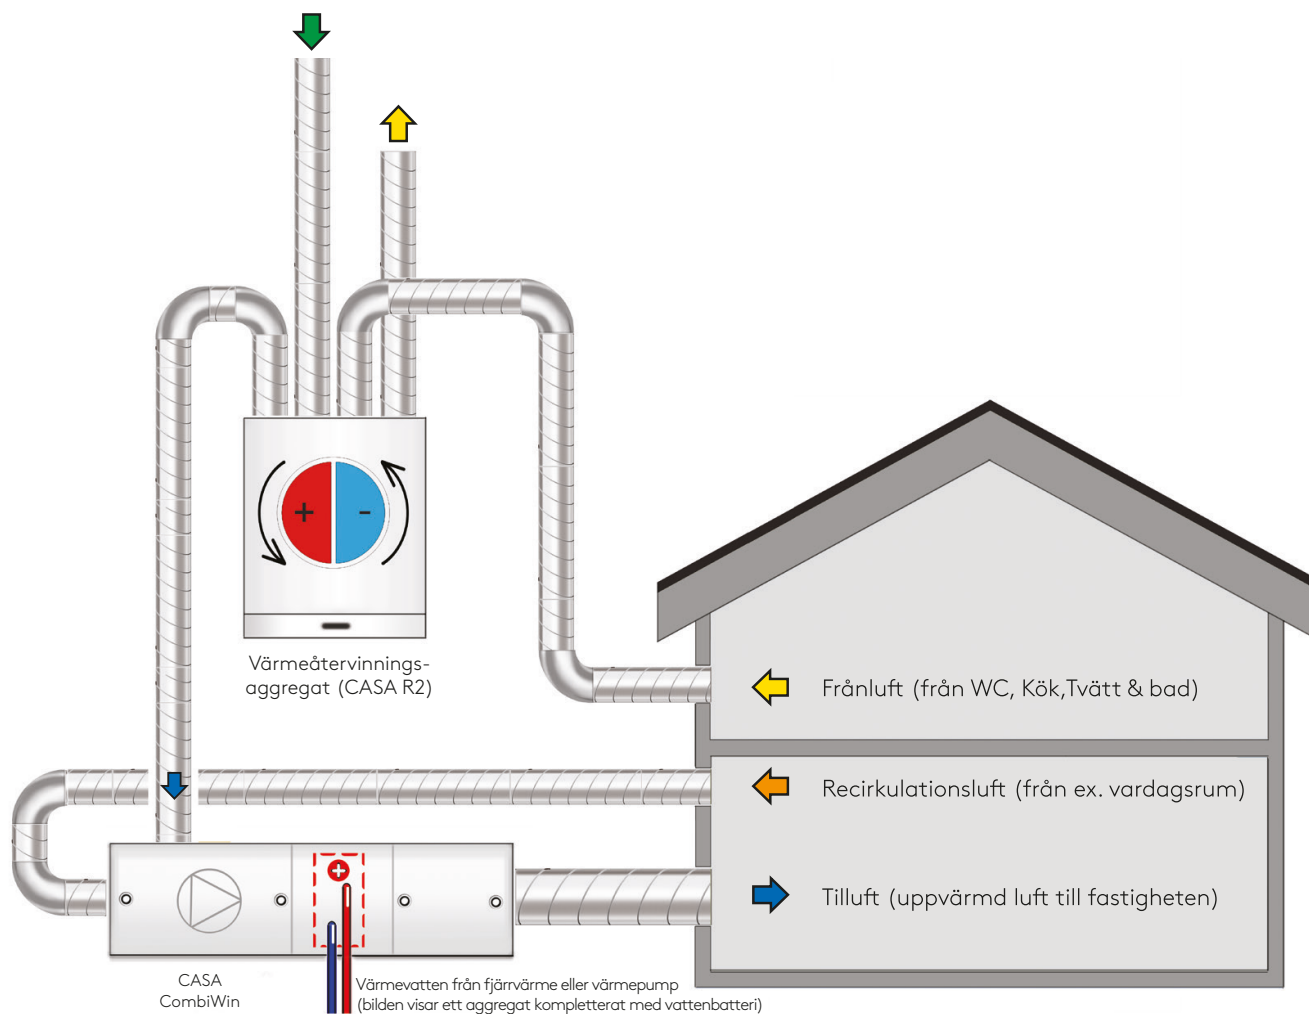 Värmeåtervinnings-
aggregat (CASA R2)
Frånluft (från WC, Kök,Tvätt & bad)
Recirkulationsluft (från ex. vardagsrum)
Tilluft (uppvärmd luft till fastigheten)
CASA
CombiWin
Värmevatten från fjärrvärme eller värmepump
(bilden visar ett aggregat kompletterat med vattenbatteri)